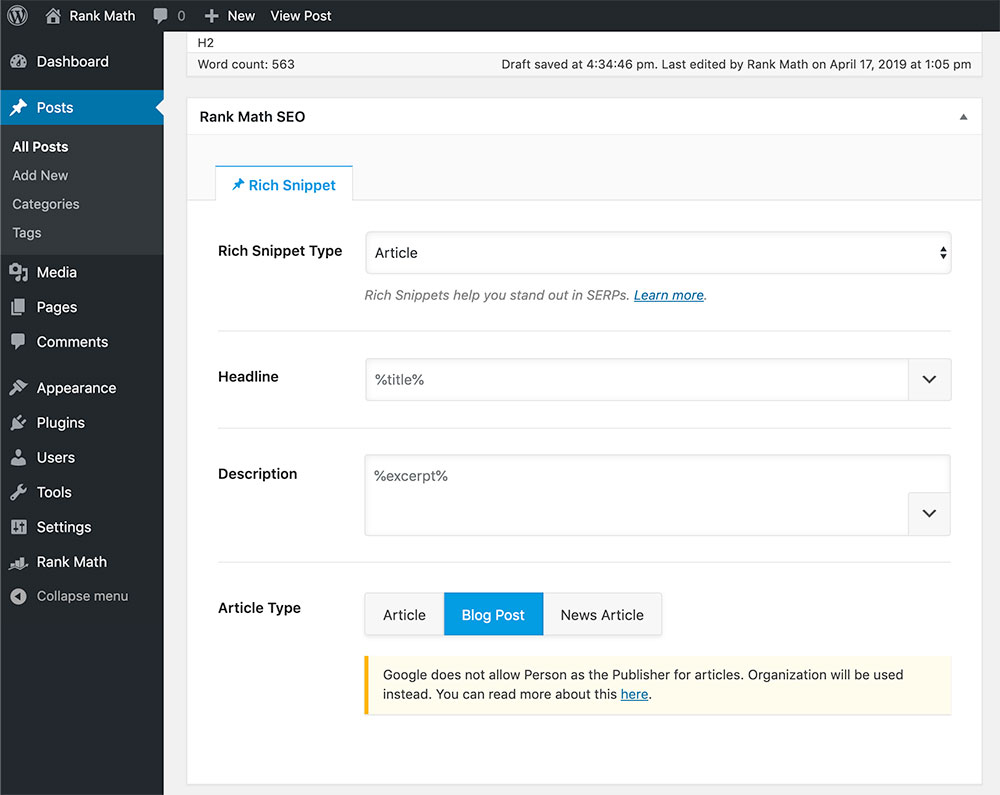 Rank Math 0 New View Post
Dashboard
Posts
All Posts
Add New
Categories
Tags
Media
Pages
Comments
Appearance
Plugins
Users
Tools
Settings
Rank Math
Collapse menu
H2
Word count: 563 Draft saved at 4:34:46 pm. Last edited by Rank Math on April 17, 2019 at 1:05 pm
Rank Math SEO
Rich Snippet
Rich Snippet Type Article
Rich Snippets help you stand out in SERPs. Learn more.
Headline %title%
Description %excerpt%
Article Type Article Blog Post News Article
Google does not allow Person as the Publisher for articles. Organization will be used
instead. You can read more about this here.